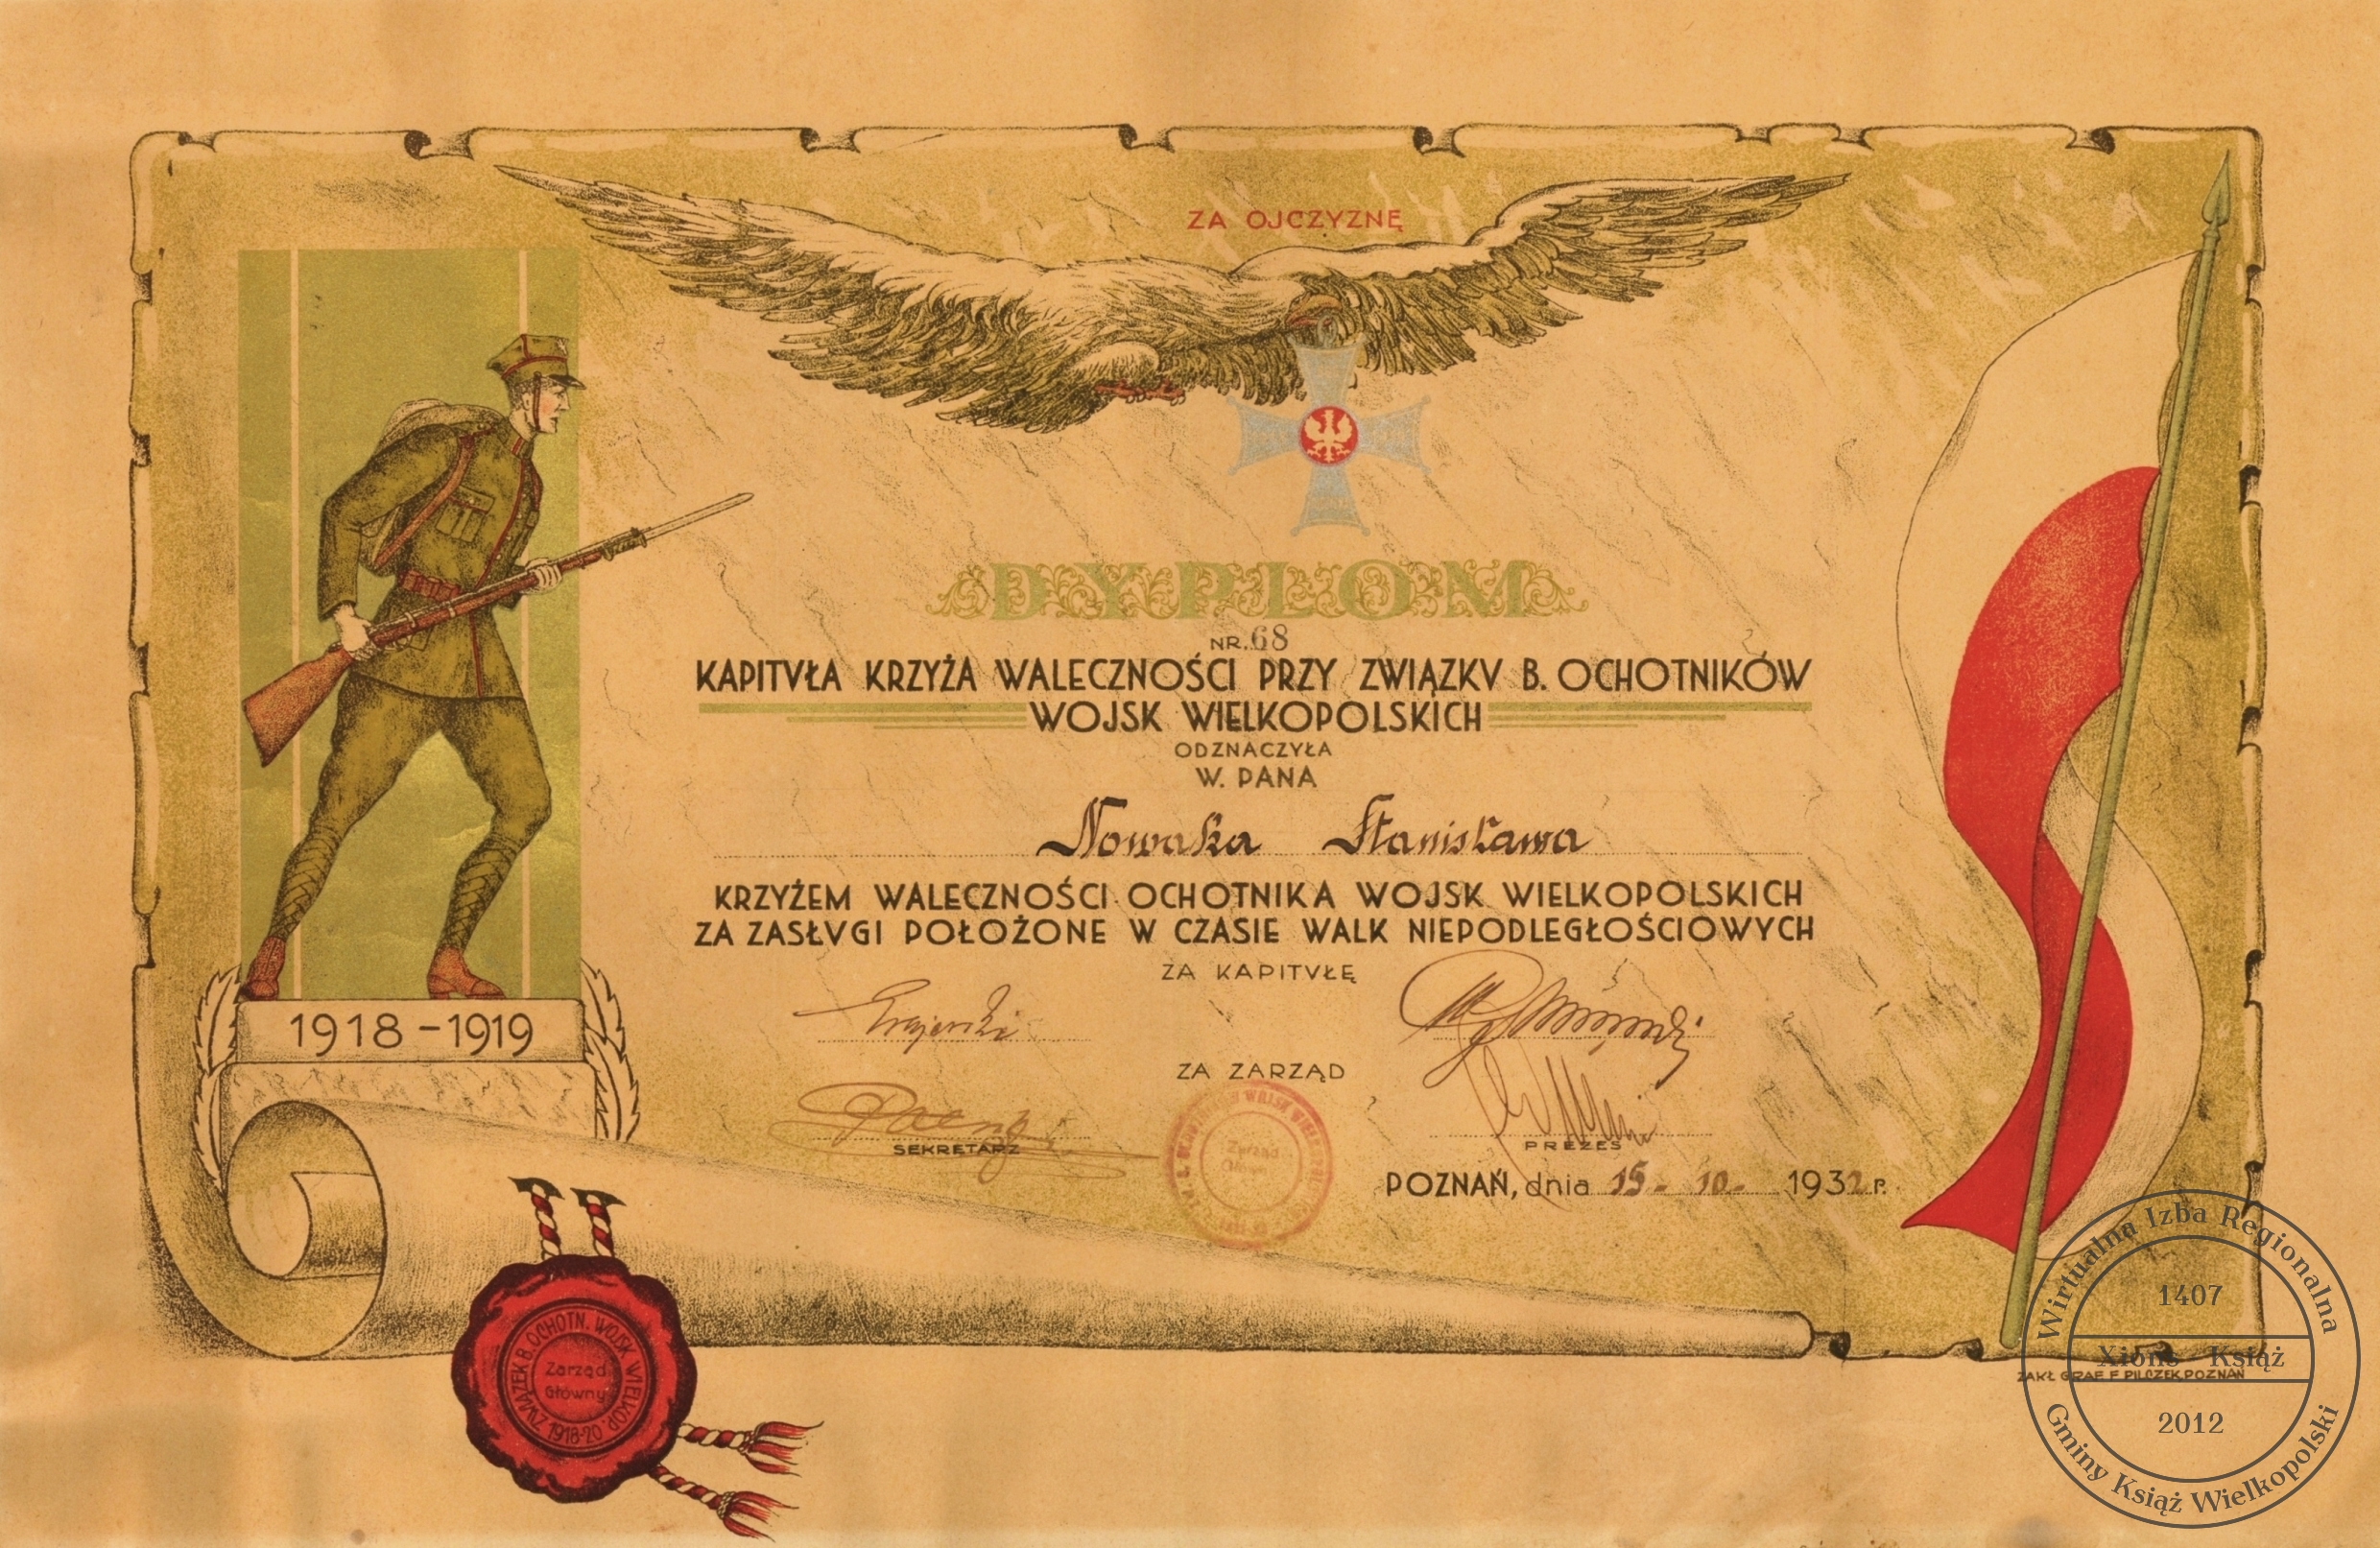 ZA OJCZYZNĘ
DYPLOM
NR. 68
KAPITVŁA KRZYŻA WALECZNOŚCI PRZY ZWIĄZKV B. OCHOTNIKÓW
WOJSK WIELKOPOLSKICH
ODZNACZYŁA
W. PANA
Nowaka Stanisława
KRZYŻEM WALECZNOŚCI OCHOTNIKA WOJSK WIELKOPOLSKICH
ZA ZASŁVGI POŁOŻONE W CZASIE WALK NIEPODLEGŁOŚCIOWYCH
ZA KAPITVŁĘ
1918-1919
ZA ZARZĄD
SEKRETARZ
PREZES
Zarząd
POZNAŃ, dnia 15. 10. 1932 r.
ZWIĄZEK B. OCHOTN. WOJSK WIELKOP. 1918-20
Zarząd
Główny
ZAKŁ. GRAF. F. PILCZEK, POZNAŃ
Wirtualna Izba Regionalna
1407
Xions Książ
2012
Gminy Książ Wielkopolski